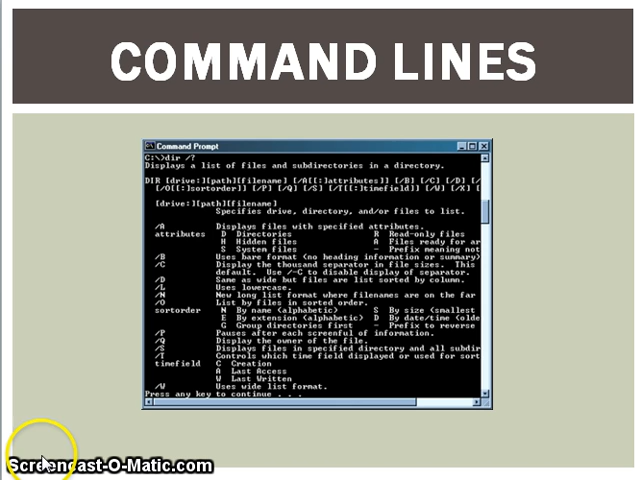 COMMAND LINES
Command Prompt
C:\>dir /?
Displays a list of files and subdirectories in a directory.
DIR [drive:][path][filename] [/A[[:]attributes]] [/B] [/C] [/D] [/
[/O[[:]sortorder]] [/P] [/Q] [/S] [/T[[:]timefield]] [/W] [/X] [
[drive:][path][filename]
Specifies drive, directory, and/or files to list.
/A Displays files with specified attributes.
attributes D Directories R Read-only files
H Hidden files A Files ready for ar
S System files - Prefix meaning not
/B Uses bare format (no heading information or summary)
/C Display the thousand separator in file sizes. This
default. Use /-C to disable display of separator.
/D Same as wide but files are list sorted by column.
/L Uses lowercase.
/N New long list format where filenames are on the far
/O List by files in sorted order.
sortorder N By name (alphabetic) S By size (smallest
E By extension (alphabetic) D By date/time (olde
G Group directories first - Prefix to reverse
/P Pauses after each screenful of information.
/Q Display the owner of the file.
/S Displays files in specified directory and all subdir
/T Controls which time field displayed or used for sort
timefield C Creation
A Last Access
W Last Written
/W Uses wide list format.
Press any key to continue . . .
Screencast-O-Matic.com